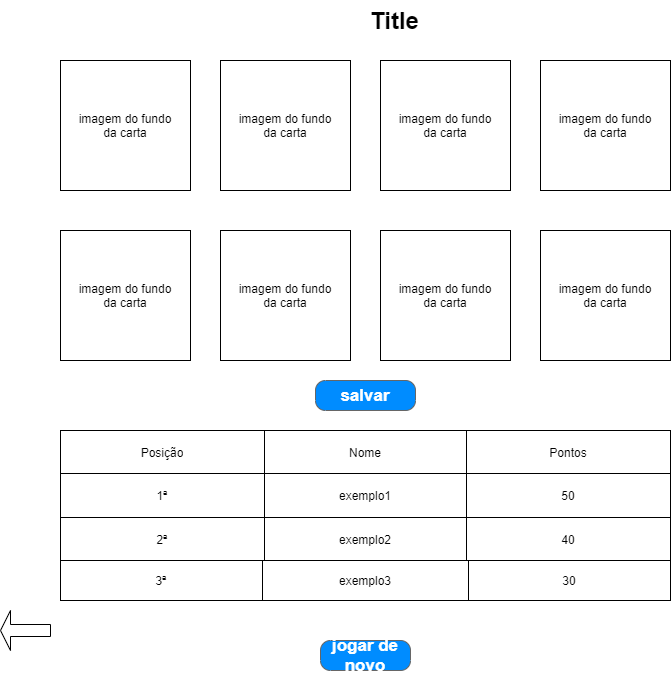 Title
imagem do fundo
da carta
imagem do fundo
da carta
imagem do fundo
da carta
imagem do fundo
da carta
imagem do fundo
da carta
imagem do fundo
da carta
imagem do fundo
da carta
imagem do fundo
da carta
salvar
Posição Nome Pontos
1ª exemplo1 50
2ª exemplo2 40
3ª exemplo3 30
jogar de
novo